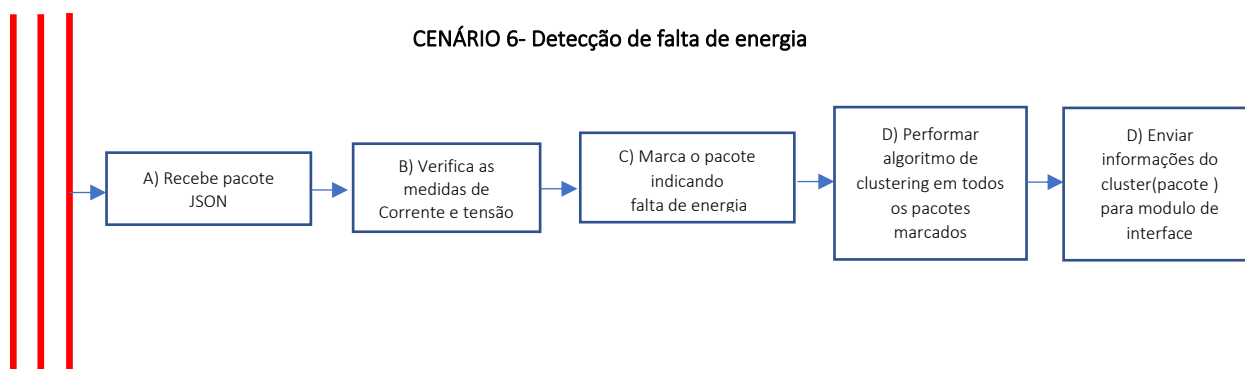 CENÁRIO 6- Detecção de falta de energia
A) Recebe pacote
JSON
B) Verifica as
medidas de
Corrente e tensão
C) Marca o pacote
indicando
falta de energia
D) Performar
algoritmo de
clustering em todos
os pacotes
marcados
D) Enviar
informações do
cluster(pacote )
para modulo de
interface